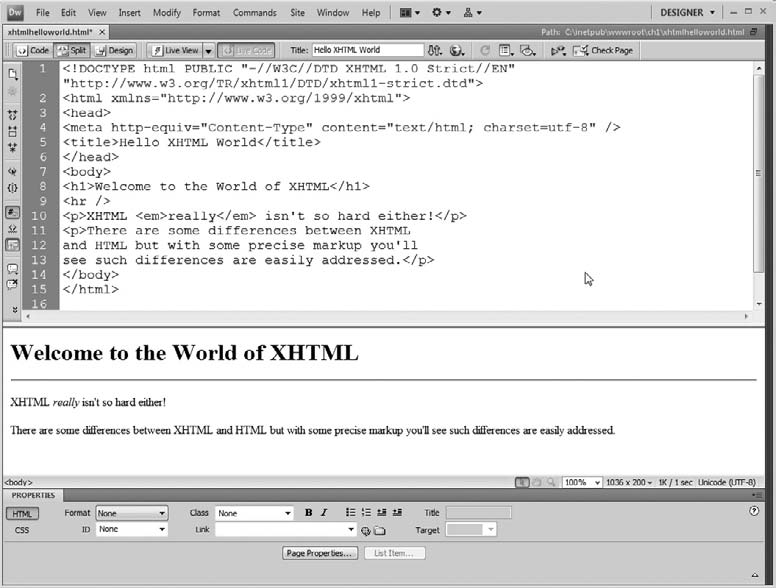 Dw File Edit View Insert Modify Format Commands Site Window Help DESIGNER
xhtmlhelloworld.html* Path: C:\inetpub\wwwroot\ch1\xhtmlhelloworld.html
Code Split Design Live View Live Code Title: Hello XHTML World Check Page
1 <!DOCTYPE html PUBLIC "-//W3C//DTD XHTML 1.0 Strict//EN"
"http://www.w3.org/TR/xhtml1/DTD/xhtml1-strict.dtd">
2 <html xmlns="http://www.w3.org/1999/xhtml">
3 <head>
4 <meta http-equiv="Content-Type" content="text/html; charset=utf-8" />
5 <title>Hello XHTML World</title>
6 </head>
7 <body>
8 <h1>Welcome to the World of XHTML</h1>
9 <hr />
10 <p>XHTML <em>really</em> isn't so hard either!</p>
11 <p>There are some differences between XHTML
12 and HTML but with some precise markup you'll
13 see such differences are easily addressed.</p>
14 </body>
15 </html>
16
Welcome to the World of XHTML
XHTML really isn't so hard either!
There are some differences between XHTML and HTML but with some precise markup you'll see such differences are easily addressed.
<body> 100% 1036 x 200 1K / 1 sec Unicode (UTF-8)
PROPERTIES
HTML Format None Class None B I Title
CSS ID None Link Target
Page Properties... List Item...